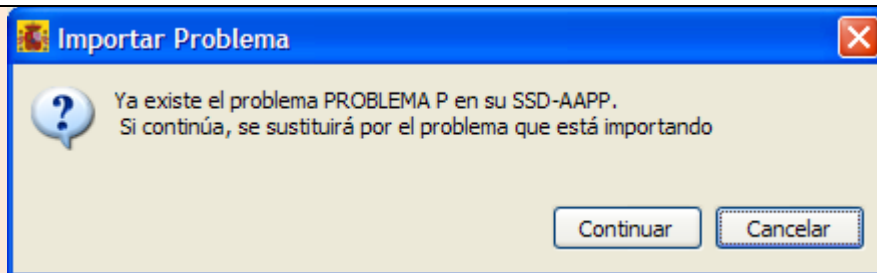 Importar Problema
Ya existe el problema PROBLEMA P en su SSD-AAPP.
Si continúa, se sustituirá por el problema que está importando
Continuar Cancelar